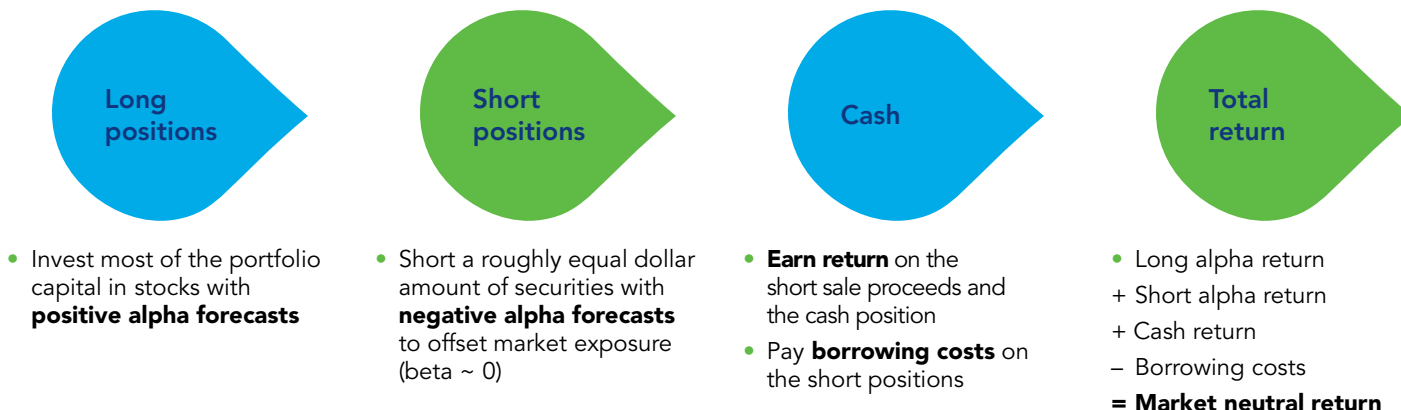 Long
positions
• Invest most of the portfolio
capital in stocks with
positive alpha forecasts
Short
positions
• Short a roughly equal dollar
amount of securities with
negative alpha forecasts
to offset market exposure
(beta ~ 0)
Cash
• Earn return on the
short sale proceeds and
the cash position
• Pay borrowing costs on
the short positions
Total
return
• Long alpha return
+ Short alpha return
+ Cash return
– Borrowing costs
= Market neutral return